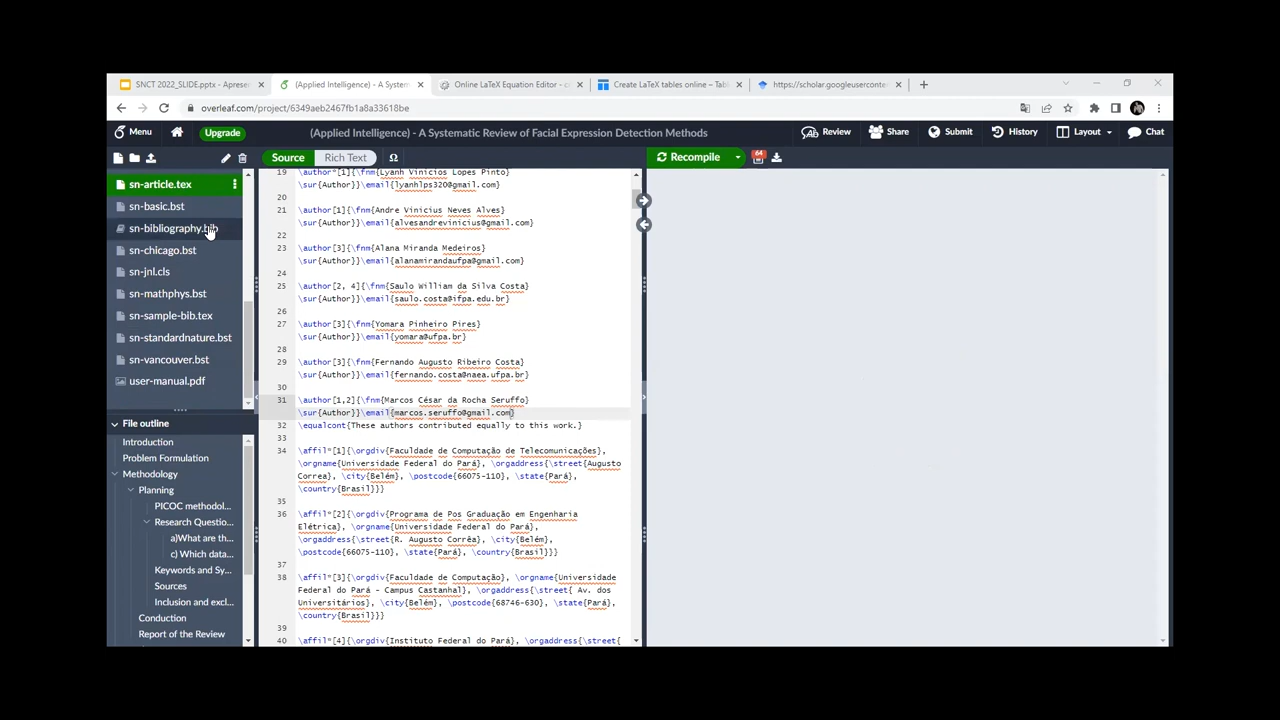 SNCT 2022_SLIDE.pptx - Aprese
(Applied Intelligence) - A System
Online LaTeX Equation Editor - c
Create LaTeX tables online – Tab
https://scholar.googleuserconte
overleaf.com/project/6349aeb2467fb1a8a33618be
Menu
Upgrade
(Applied Intelligence) - A Systematic Review of Facial Expression Detection Methods
Review
Share
Submit
History
Layout
Chat
Source
Rich Text
Ω
Recompile
64
sn-article.tex
sn-basic.bst
sn-bibliography.bib
sn-chicago.bst
sn-jnl.cls
sn-mathphys.bst
sn-sample-bib.tex
sn-standardnature.bst
sn-vancouver.bst
user-manual.pdf
File outline
Introduction
Problem Formulation
Methodology
Planning
PICOC methodol...
Research Questio...
a)What are th...
c) Which data...
Keywords and Sy...
Sources
Inclusion and excl...
Conduction
Report of the Review
19 \author*[1]{\fnm{Lyanh Vinicios Lopes Pinto}
\sur{Author}}\email{lyanhlps320@gmail.com}
20
21 \author[1]{\fnm{Andre Vinicius Neves Alves}
\sur{Author}}\email{alvesandrevinicius@gmail.com}
22
23 \author[3]{\fnm{Alana Miranda Medeiros}
\sur{Author}}\email{alanamirandaufpa@gmail.com}
24
25 \author[2, 4]{\fnm{Saulo William da Silva Costa}
\sur{Author}}\email{saulo.costa@ifpa.edu.br}
26
27 \author[3]{\fnm{Yomara Pinheiro Pires}
\sur{Author}}\email{yomara@ufpa.br}
28
29 \author[3]{\fnm{Fernando Augusto Ribeiro Costa}
\sur{Author}}\email{fernando.costa@naea.ufpa.br}
30
31 \author[1,2]{\fnm{Marcos César da Rocha Seruffo}
\sur{Author}}\email{marcos.seruffo@gmail.com}
32 \equalcont{These authors contributed equally to this work.}
33
34 \affil*[1]{\orgdiv{Faculdade de Computação de Telecomunicações},
\orgname{Universidade Federal do Pará}, \orgaddress{\street{Augusto
Correa}, \city{Belém}, \postcode{66075-110}, \state{Pará},
\country{Brasil}}}
35
36 \affil*[2]{\orgdiv{Programa de Pos Graduação em Engenharia
Elétrica}, \orgname{Universidade Federal do Pará},
\orgaddress{\street{R. Augusto Corrêa}, \city{Belém},
\postcode{66075-110}, \state{Pará}, \country{Brasil}}}
37
38 \affil*[3]{\orgdiv{Faculdade de Computação}, \orgname{Universidade
Federal do Pará - Campus Castanhal}, \orgaddress{\street{ Av. dos
Universitários}, \city{Belém}, \postcode{68746-630}, \state{Pará},
\country{Brasil}}}
39
40 \affil*[4]{\orgdiv{Instituto Federal do Pará}, \orgaddress{\street{